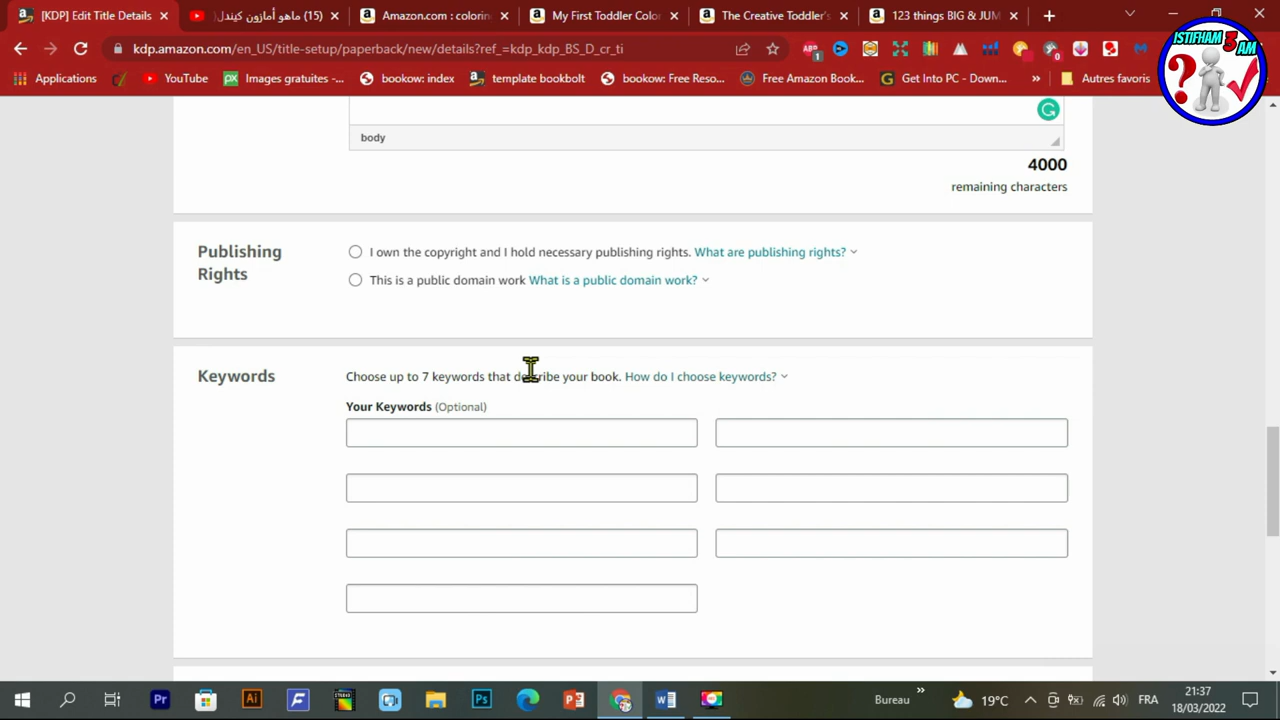 [KDP] Edit Title Details
(15) ماهو أمازون كيندل
Amazon.com : colorin
My First Toddler Colo
The Creative Toddler's
123 things BIG & JUM
kdp.amazon.com/en_US/title-setup/paperback/new/details?ref_=kdp_kdp_BS_D_cr_ti
ISTIFHAM 3 AM
Applications
YouTube
Images gratuites -...
bookow: index
template bookbolt
bookow: Free Reso...
Free Amazon Book...
Get Into PC - Down...
»
Autres favoris
body
4000
remaining characters
Publishing Rights
I own the copyright and I hold necessary publishing rights. What are publishing rights?
This is a public domain work What is a public domain work?
Keywords
Choose up to 7 keywords that describe your book. How do I choose keywords?
Your Keywords (Optional)
Bureau
»
19°C
FRA
21:37
18/03/2022